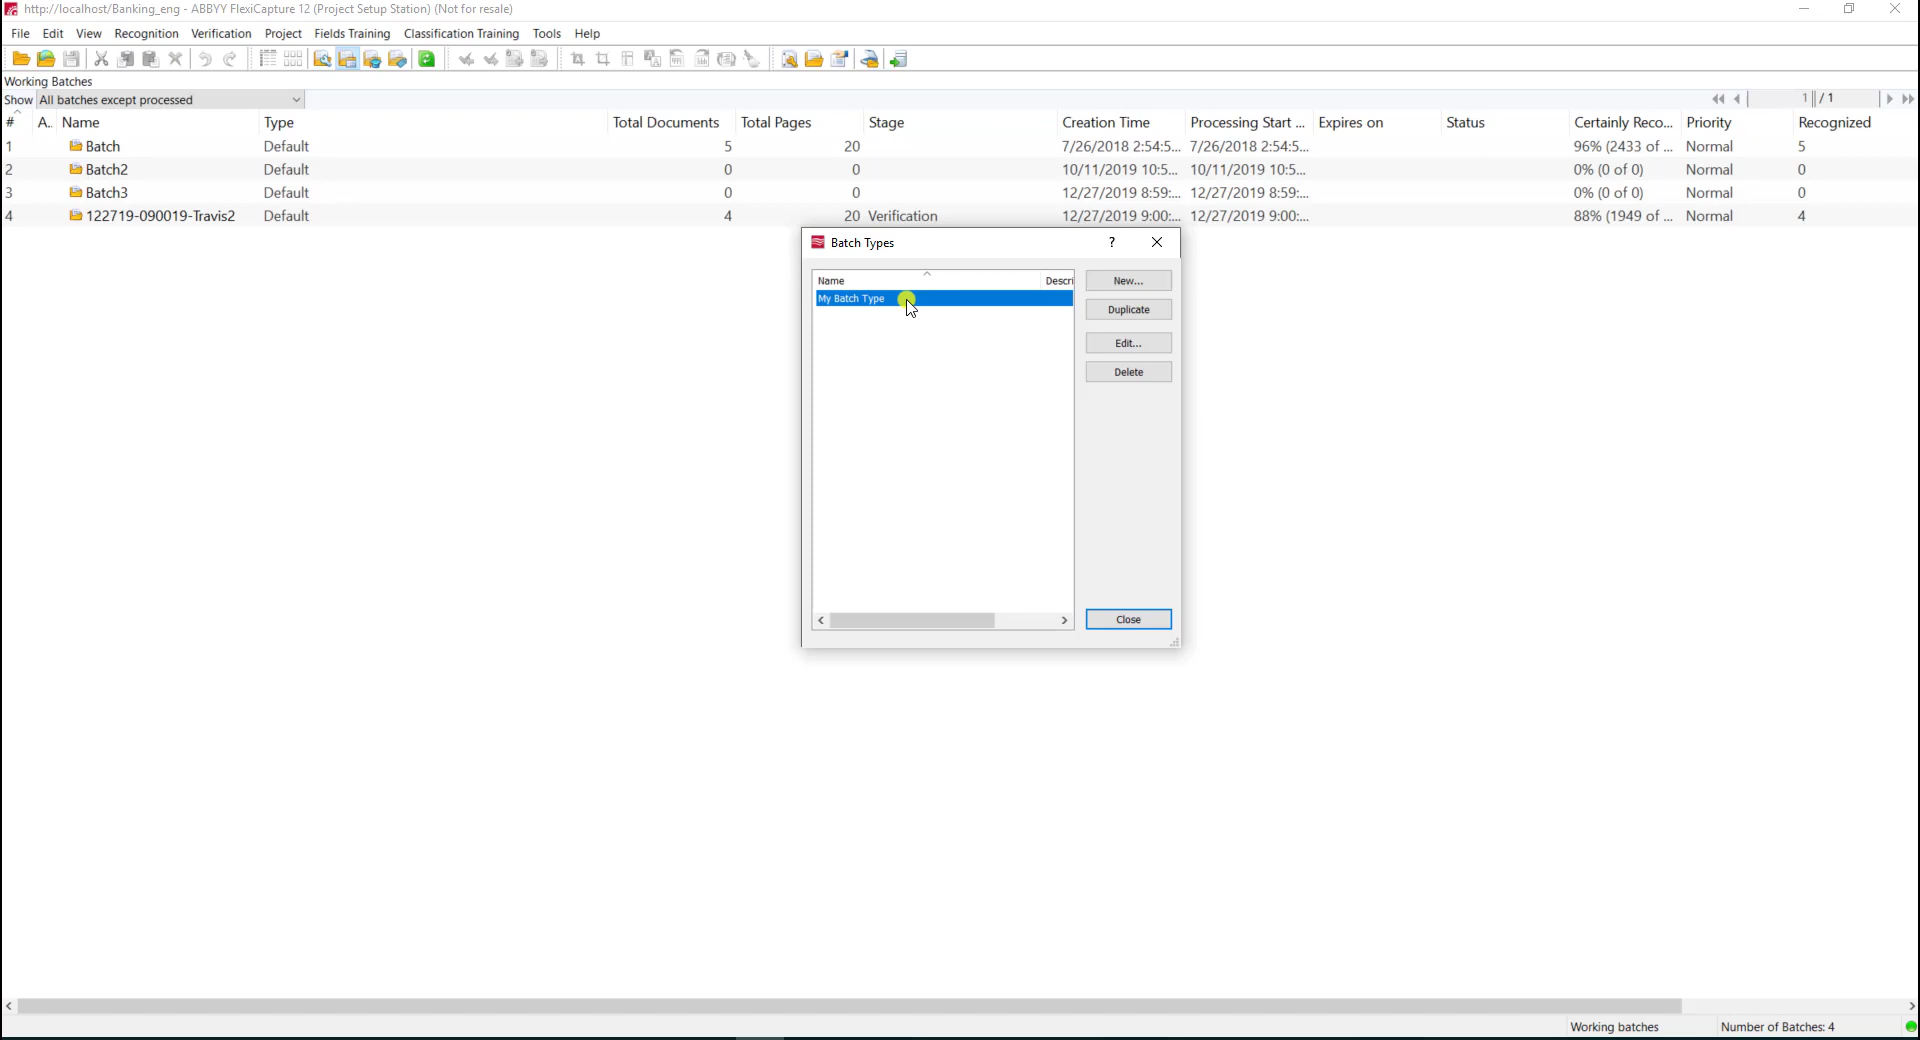 http://localhost/Banking_eng - ABBYY FlexiCapture 12 (Project Setup Station) (Not for resale)
File Edit View Recognition Verification Project Fields Training Classification Training Tools Help
Working Batches
Show All batches except processed 1 / 1
# A.. Name Type Total Documents Total Pages Stage Creation Time Processing Start ... Expires on Status Certainly Reco... Priority Recognized
1 Batch Default 5 20 7/26/2018 2:54:5... 7/26/2018 2:54:5... 96% (2433 of ... Normal 5
2 Batch2 Default 0 0 10/11/2019 10:5... 10/11/2019 10:5... 0% (0 of 0) Normal 0
3 Batch3 Default 0 0 12/27/2019 8:59:... 12/27/2019 8:59:... 0% (0 of 0) Normal 0
4 122719-090019-Travis2 Default 4 20 Verification 12/27/2019 9:00:... 12/27/2019 9:00:... 88% (1949 of ... Normal 4
Batch Types ?
Name Descri
My Batch Type
New...
Duplicate
Edit...
Delete
Close
Working batches Number of Batches: 4